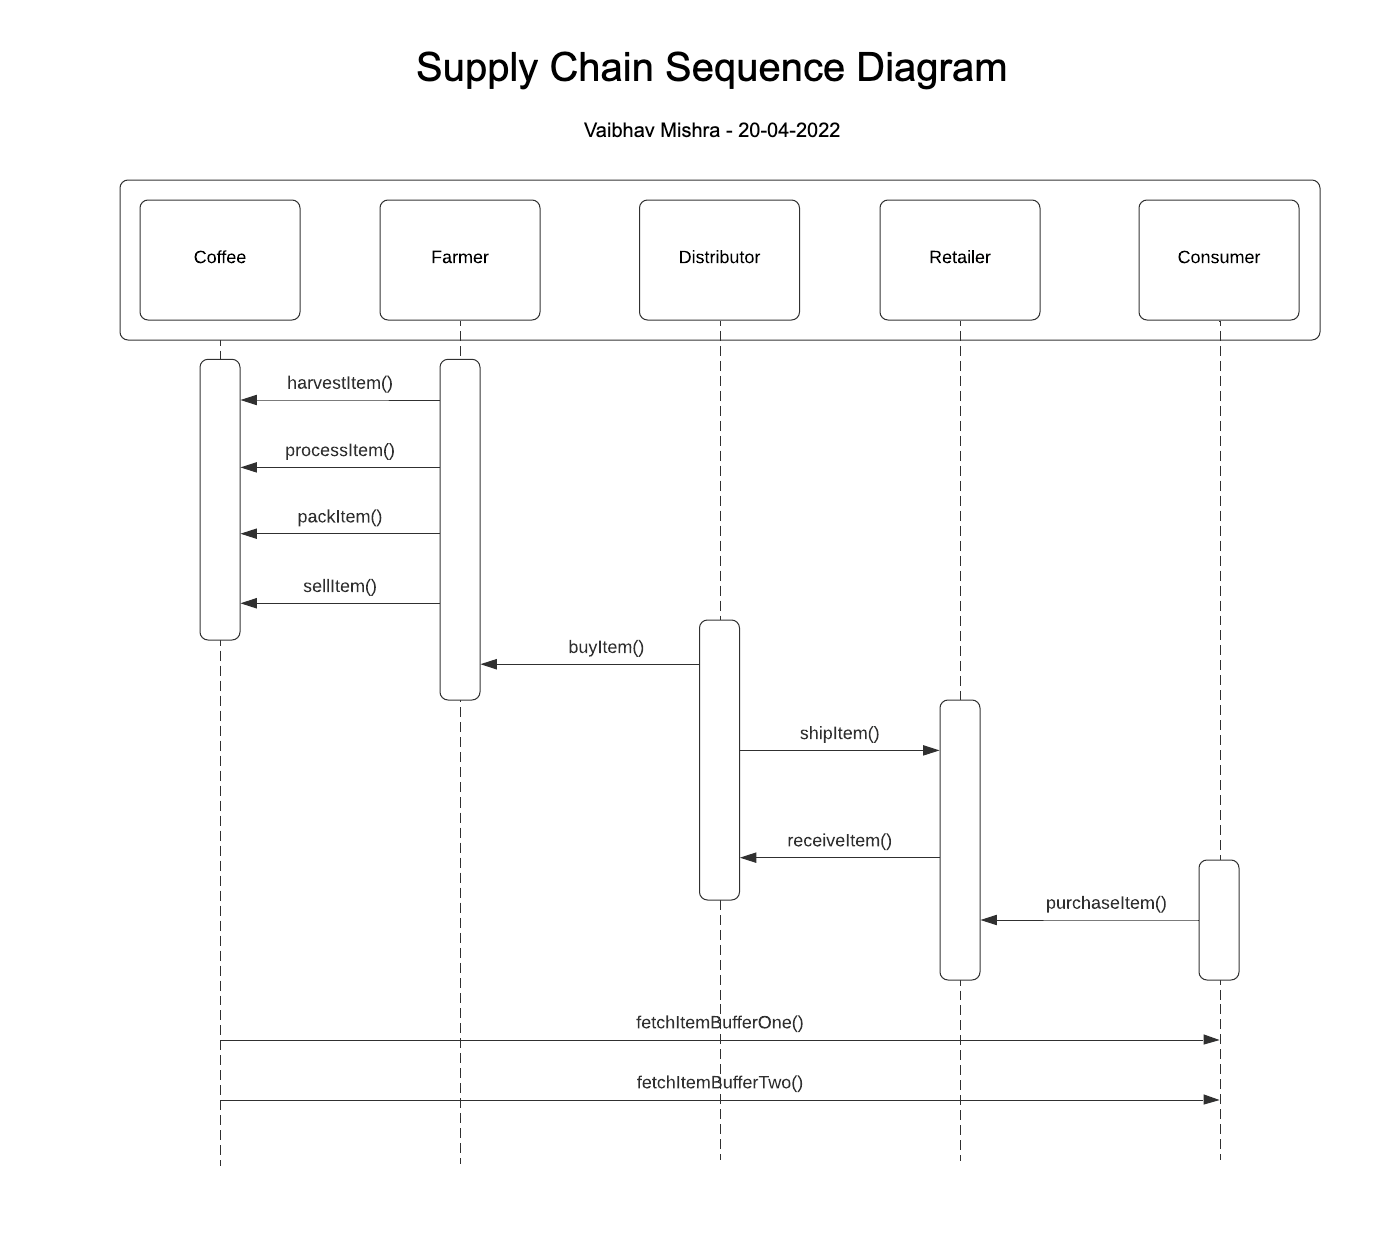 Supply Chain Sequence Diagram
Vaibhav Mishra - 20-04-2022
Coffee
Farmer
Distributor
Retailer
Consumer
harvestItem()
processItem()
packItem()
sellItem()
buyItem()
shipItem()
receiveItem()
purchaseItem()
fetchItemBufferOne()
fetchItemBufferTwo()